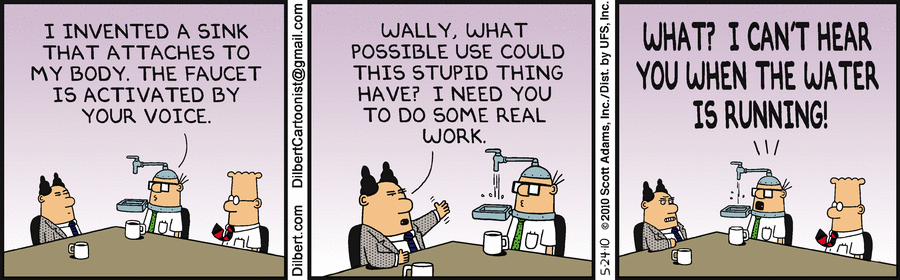 I INVENTED A SINK
THAT ATTACHES TO
MY BODY. THE FAUCET
IS ACTIVATED BY
YOUR VOICE.
Dilbert.com DilbertCartoonist@gmail.com
WALLY, WHAT
POSSIBLE USE COULD
THIS STUPID THING
HAVE? I NEED YOU
TO DO SOME REAL
WORK.
5-24-10 © 2010 Scott Adams, Inc./Dist. by UFS, Inc.
WHAT? I CAN'T HEAR
YOU WHEN THE WATER
IS RUNNING!